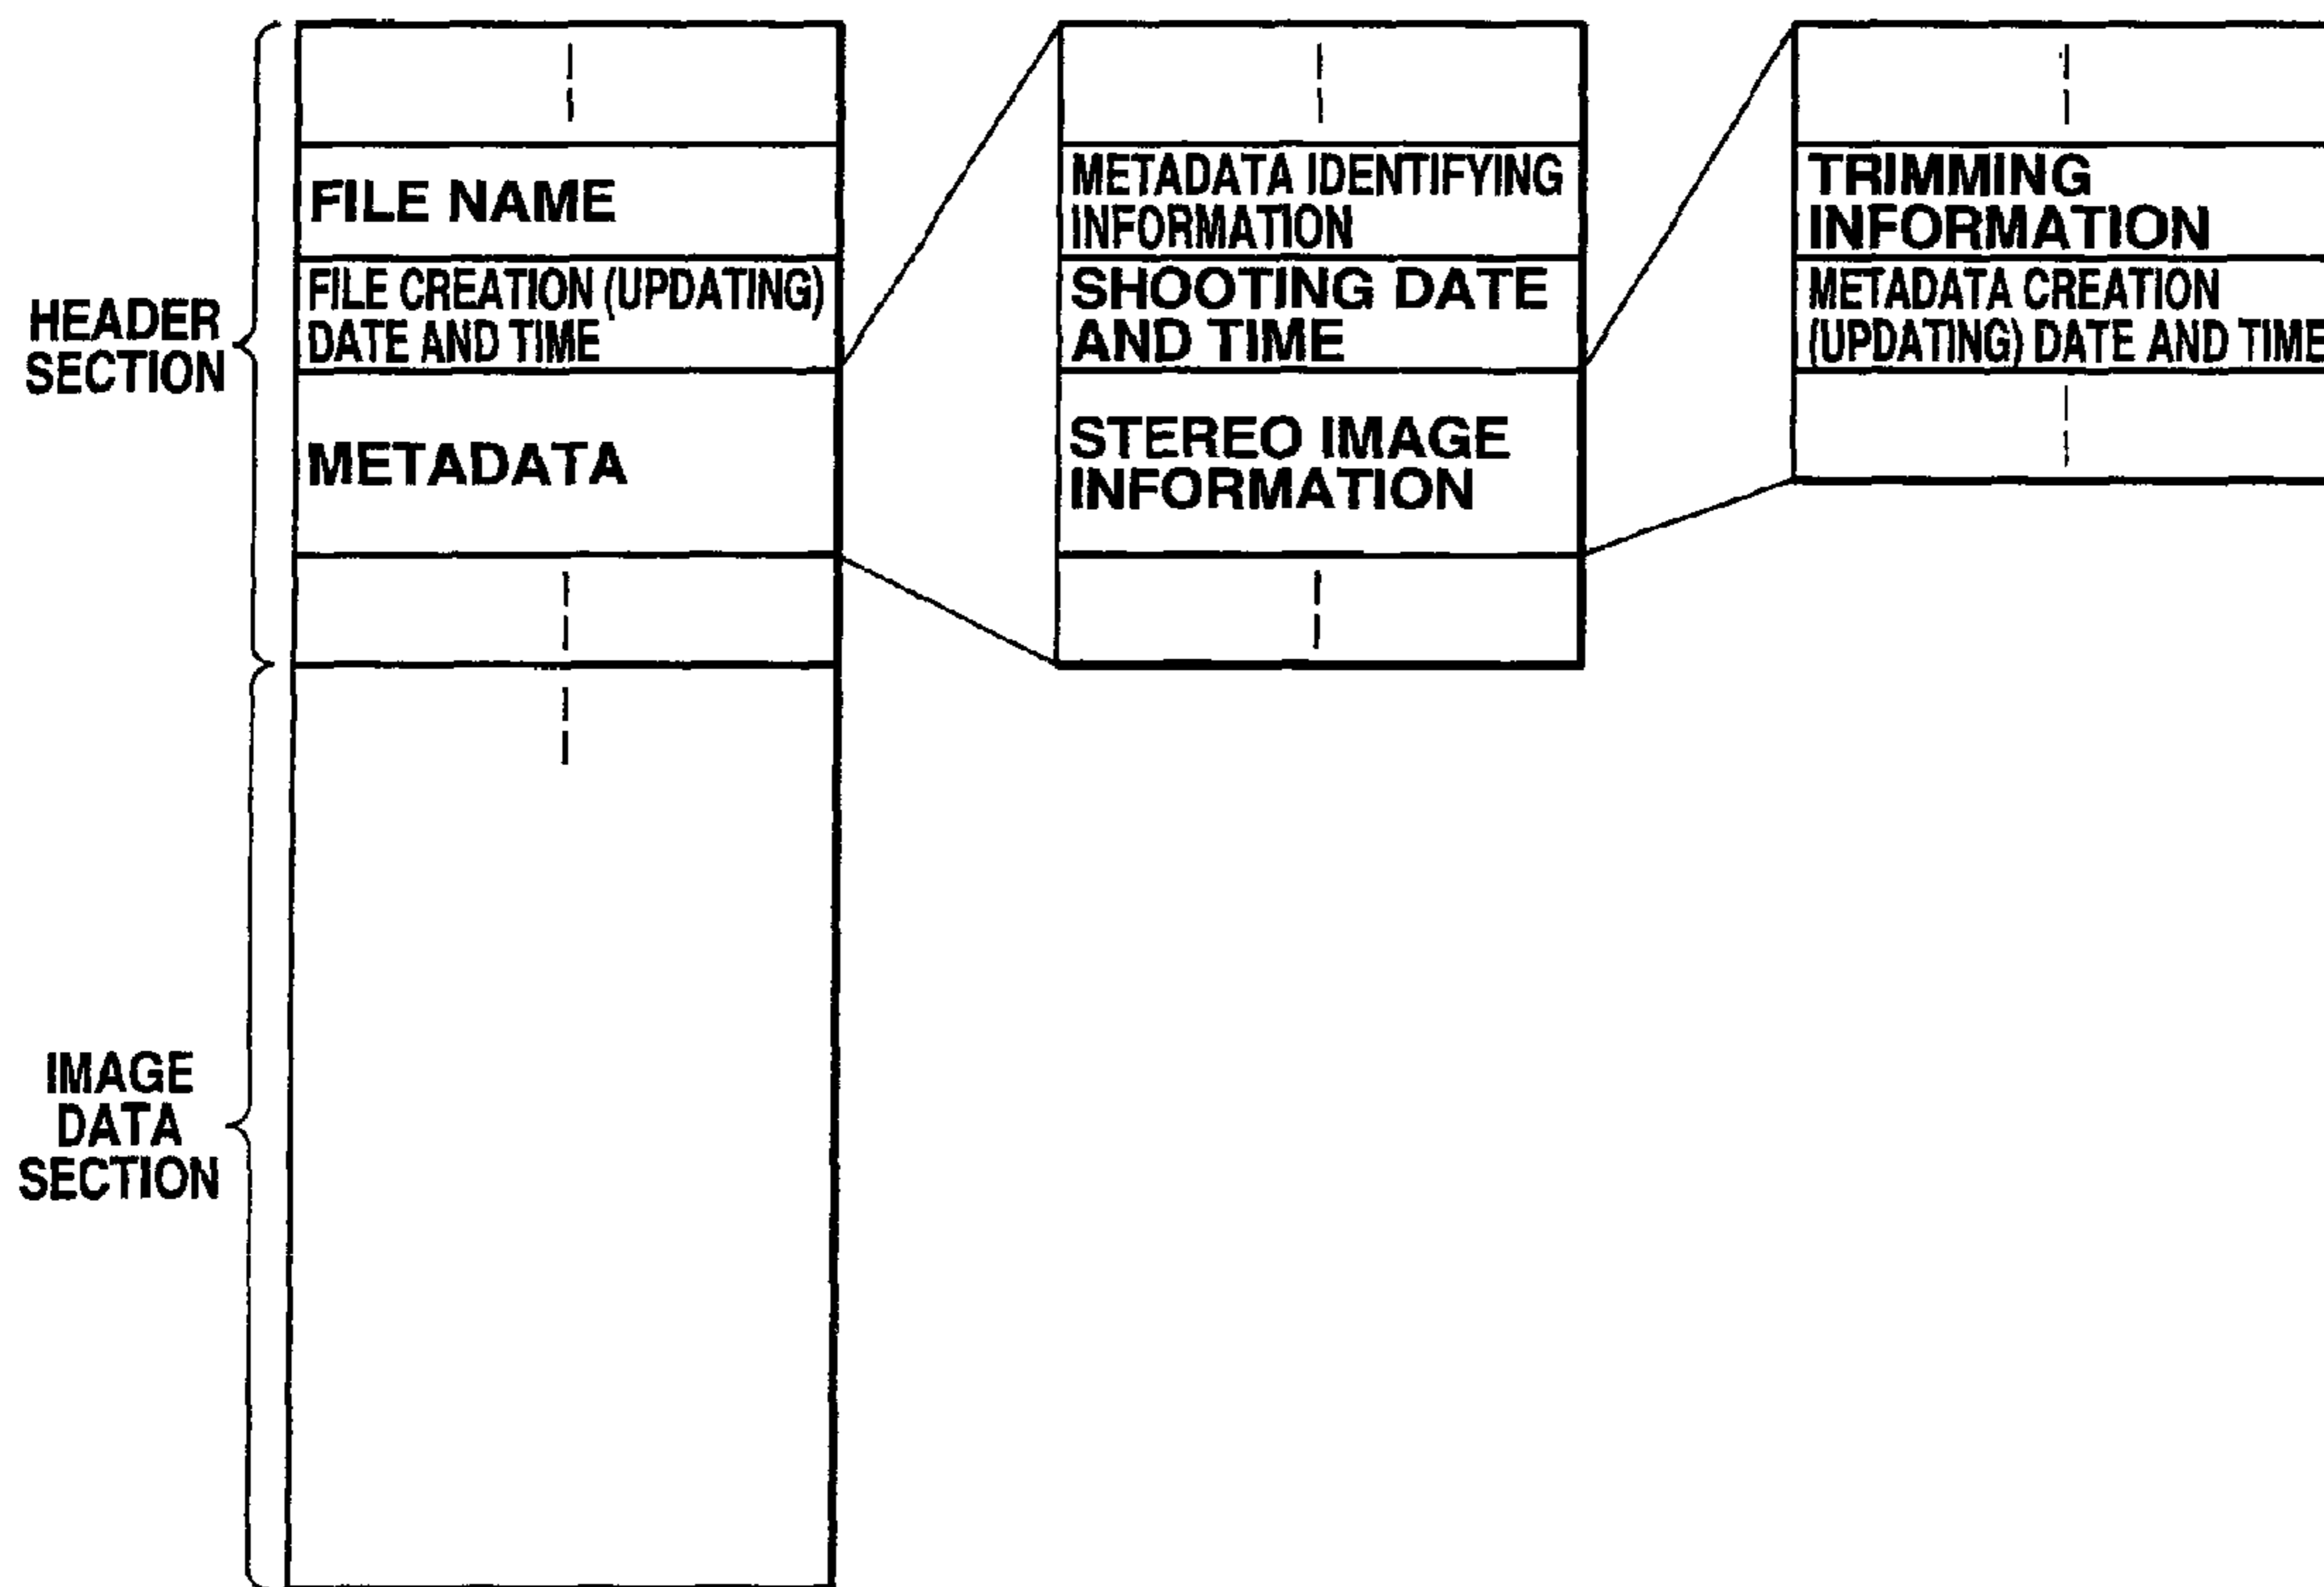 HEADER
SECTION
FILE NAME
FILE CREATION (UPDATING)
DATE AND TIME
METADATA
IMAGE
DATA
SECTION
METADATA IDENTIFYING
INFORMATION
SHOOTING DATE
AND TIME
STEREO IMAGE
INFORMATION
TRIMMING
INFORMATION
METADATA CREATION
(UPDATING) DATE AND TIME